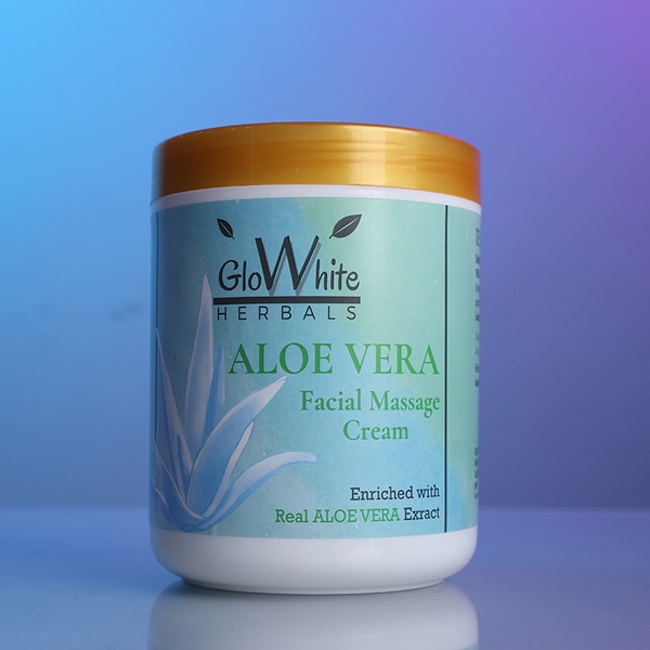 GloWhite
HERBALS
ALOE VERA
Facial Massage
Cream
Enriched with
Real ALOE VERA Exract